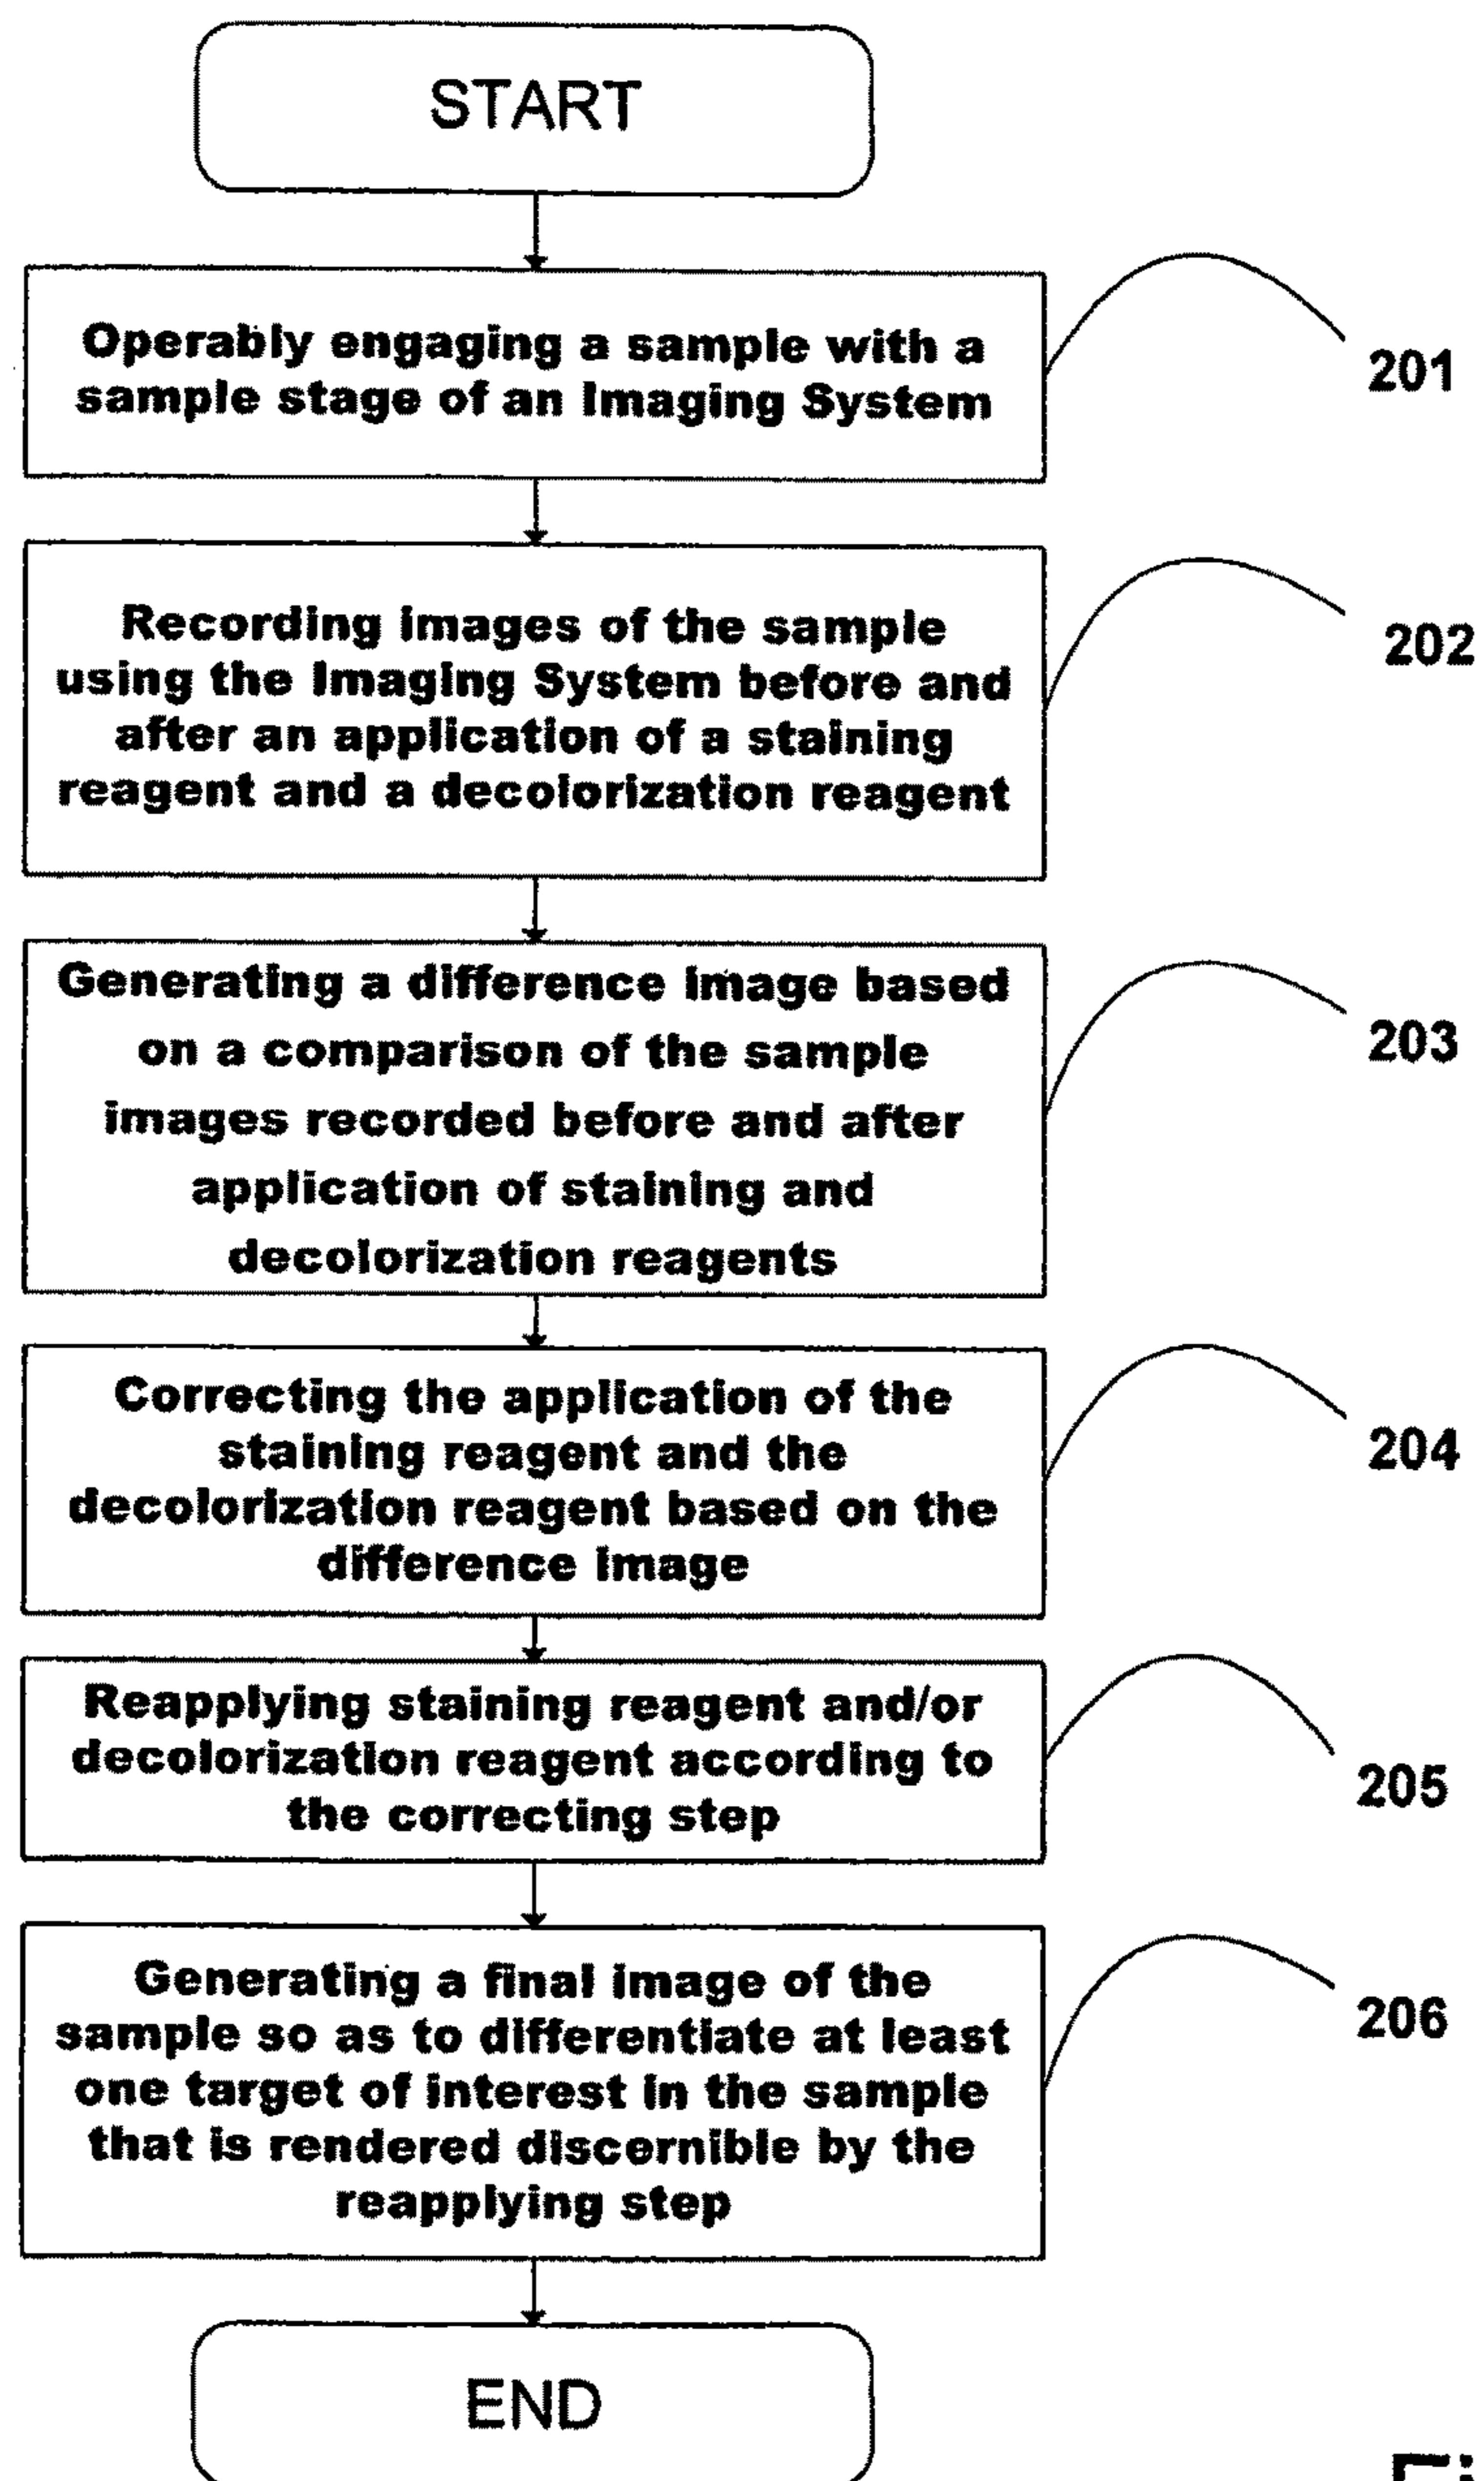 START
Operably engaging a sample with a
sample stage of an Imaging System
201
Recording images of the sample
using the Imaging System before and
after an application of a staining
reagent and a decolorization reagent
202
Generating a difference image based
on a comparison of the sample
images recorded before and after
application of staining and
decolorization reagents
203
Correcting the application of the
staining reagent and the
decolorization reagent based on the
difference image
204
Reapplying staining reagent and/or
decolorization reagent according to
the correcting step
205
Generating a final image of the
sample so as to differentiate at least
one target of interest in the sample
that is rendered discernible by the
reapplying step
206
END